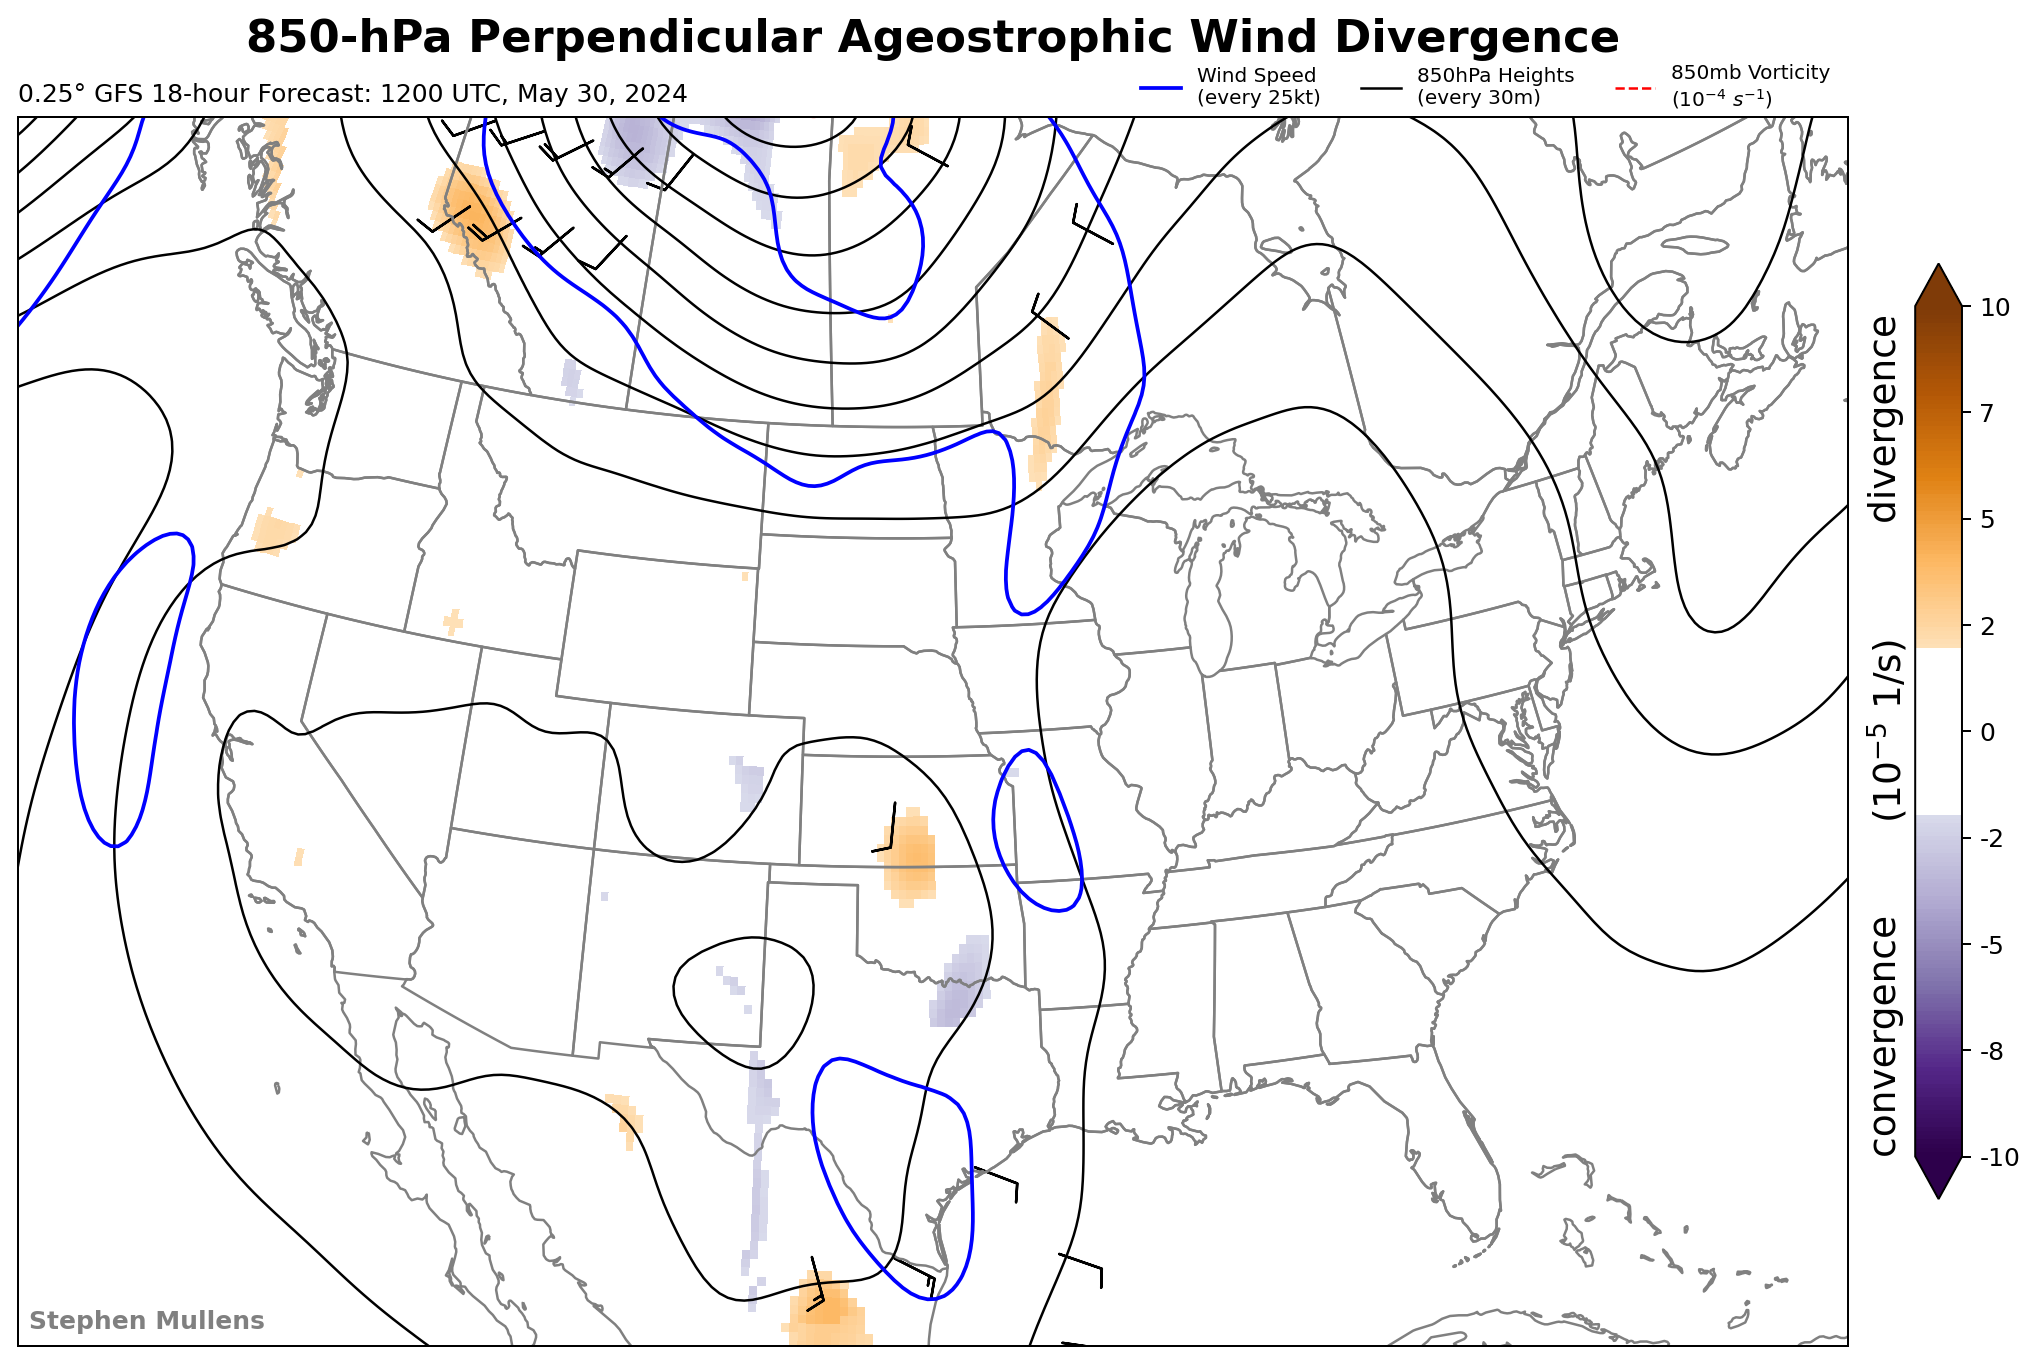 850-hPa Perpendicular Ageostrophic Wind Divergence
0.25° GFS 18-hour Forecast: 1200 UTC, May 30, 2024
Wind Speed
(every 25kt)
850hPa Heights
(every 30m)
850mb Vorticity
(10⁻⁴ s⁻¹)
10
7
5
2
0
-2
-5
-8
-10
convergence (10⁻⁵ 1/s) divergence
Stephen Mullens